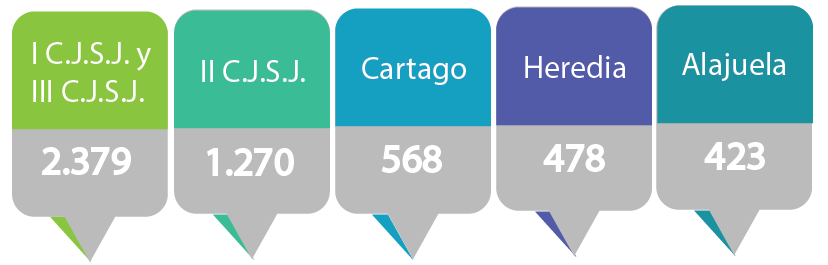 I C.J.S.J. y
III C.J.S.J.
2.379
II C.J.S.J.
1.270
Cartago
568
Heredia
478
Alajuela
423